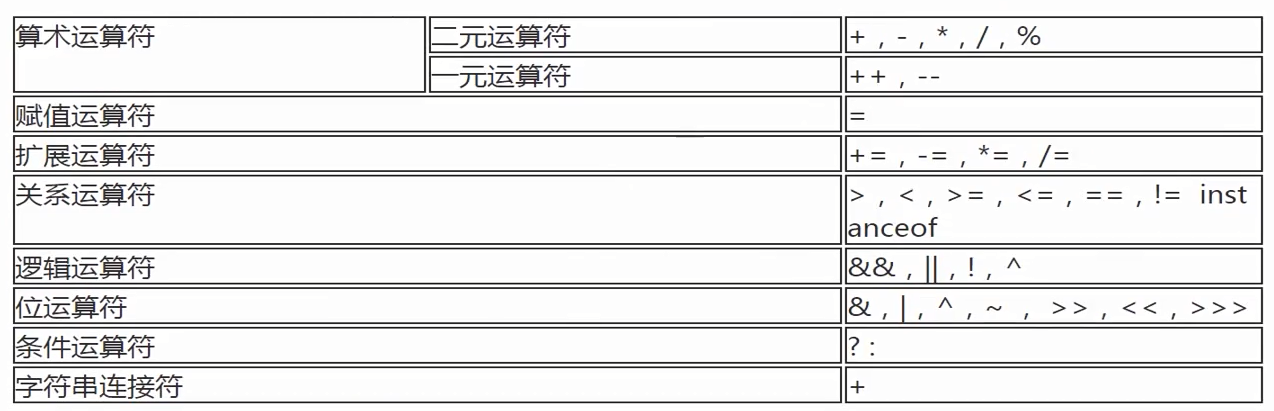 算术运算符 二元运算符 + , - , * , / , %
一元运算符 ++ , --
赋值运算符 =
扩展运算符 += , -= , *= , /=
关系运算符 > , < , >= , <= , == , != inst
anceof
逻辑运算符 && , || , ! , ^
位运算符 & , | , ^ , ~ , >> , << , >>>
条件运算符 ? :
字符串连接符 +